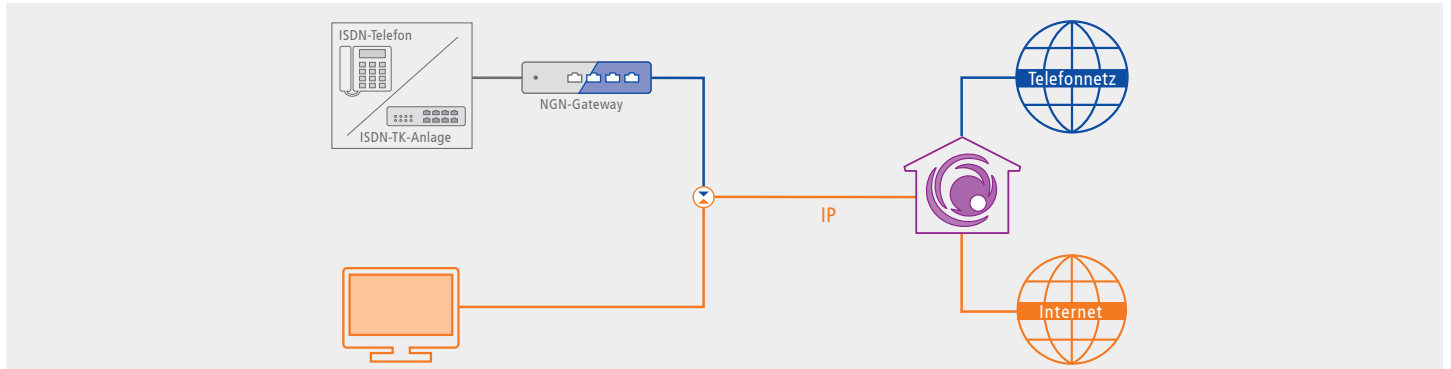 ISDN-Telefon
ISDN-TK-Anlage
NGN-Gateway
Telefonnetz
IP
Internet